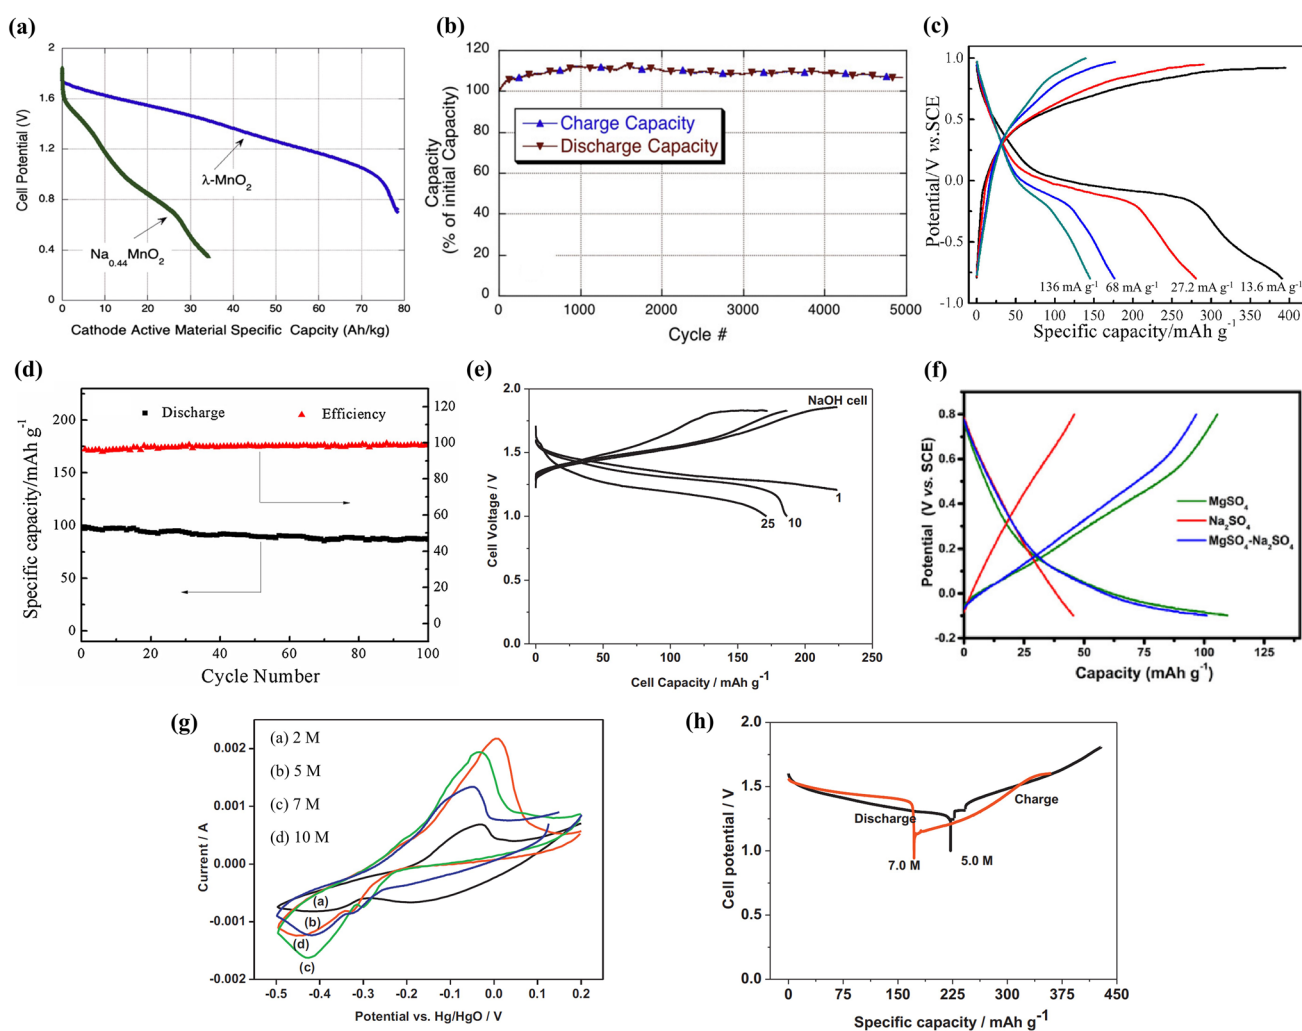 (a)
2
1.6
1.2
0.8
0.4
0
Cell Potential (V)
λ-MnO2
Na0.44MnO2
0 10 20 30 40 50 60 70 80
Cathode Active Material Specific Capcity (Ah/kg)
(b)
120
100
80
60
40
20
0
Capacity
(% of initial Capacity)
Charge Capacity
Discharge Capacity
0 1000 2000 3000 4000 5000
Cycle #
(c)
1.0
0.5
0.0
-0.5
-1.0
Potential/V vs.SCE
136 mA g-1 68 mA g-1 27.2 mA g-1 13.6 mA g-1
0 50 100 150 200 250 300 350 400
Specific capacity/mAh g-1
(d)
200
150
100
50
0
Specific capacity/mAh g-1
Discharge Efficiency
120
100
80
60
40
20
0
0 20 40 60 80 100
Cycle Number
(e)
2.0
1.5
1.0
0.5
0.0
Cell Voltage / V
NaOH cell
1
25 10
0 50 100 150 200 250
Cell Capacity / mAh g-1
(f)
0.8
0.6
0.4
0.2
0.0
-0.2
Potential (V vs. SCE)
MgSO4
Na2SO4
MgSO4-Na2SO4
0 25 50 75 100 125
Capacity (mAh g-1)
(g)
(a) 2 M
(b) 5 M
(c) 7 M
(d) 10 M
0.002
0.001
0.000
-0.001
-0.002
Current / A
(a)
(b)
(d)
(c)
-0.5 -0.4 -0.3 -0.2 -0.1 0.0 0.1 0.2
Potential vs. Hg/HgO / V
(h)
2.0
1.5
1.0
0.5
0.0
Cell potential / V
Discharge
Charge
7.0 M 5.0 M
0 75 150 225 300 375 450
Specific capacity / mAh g-1